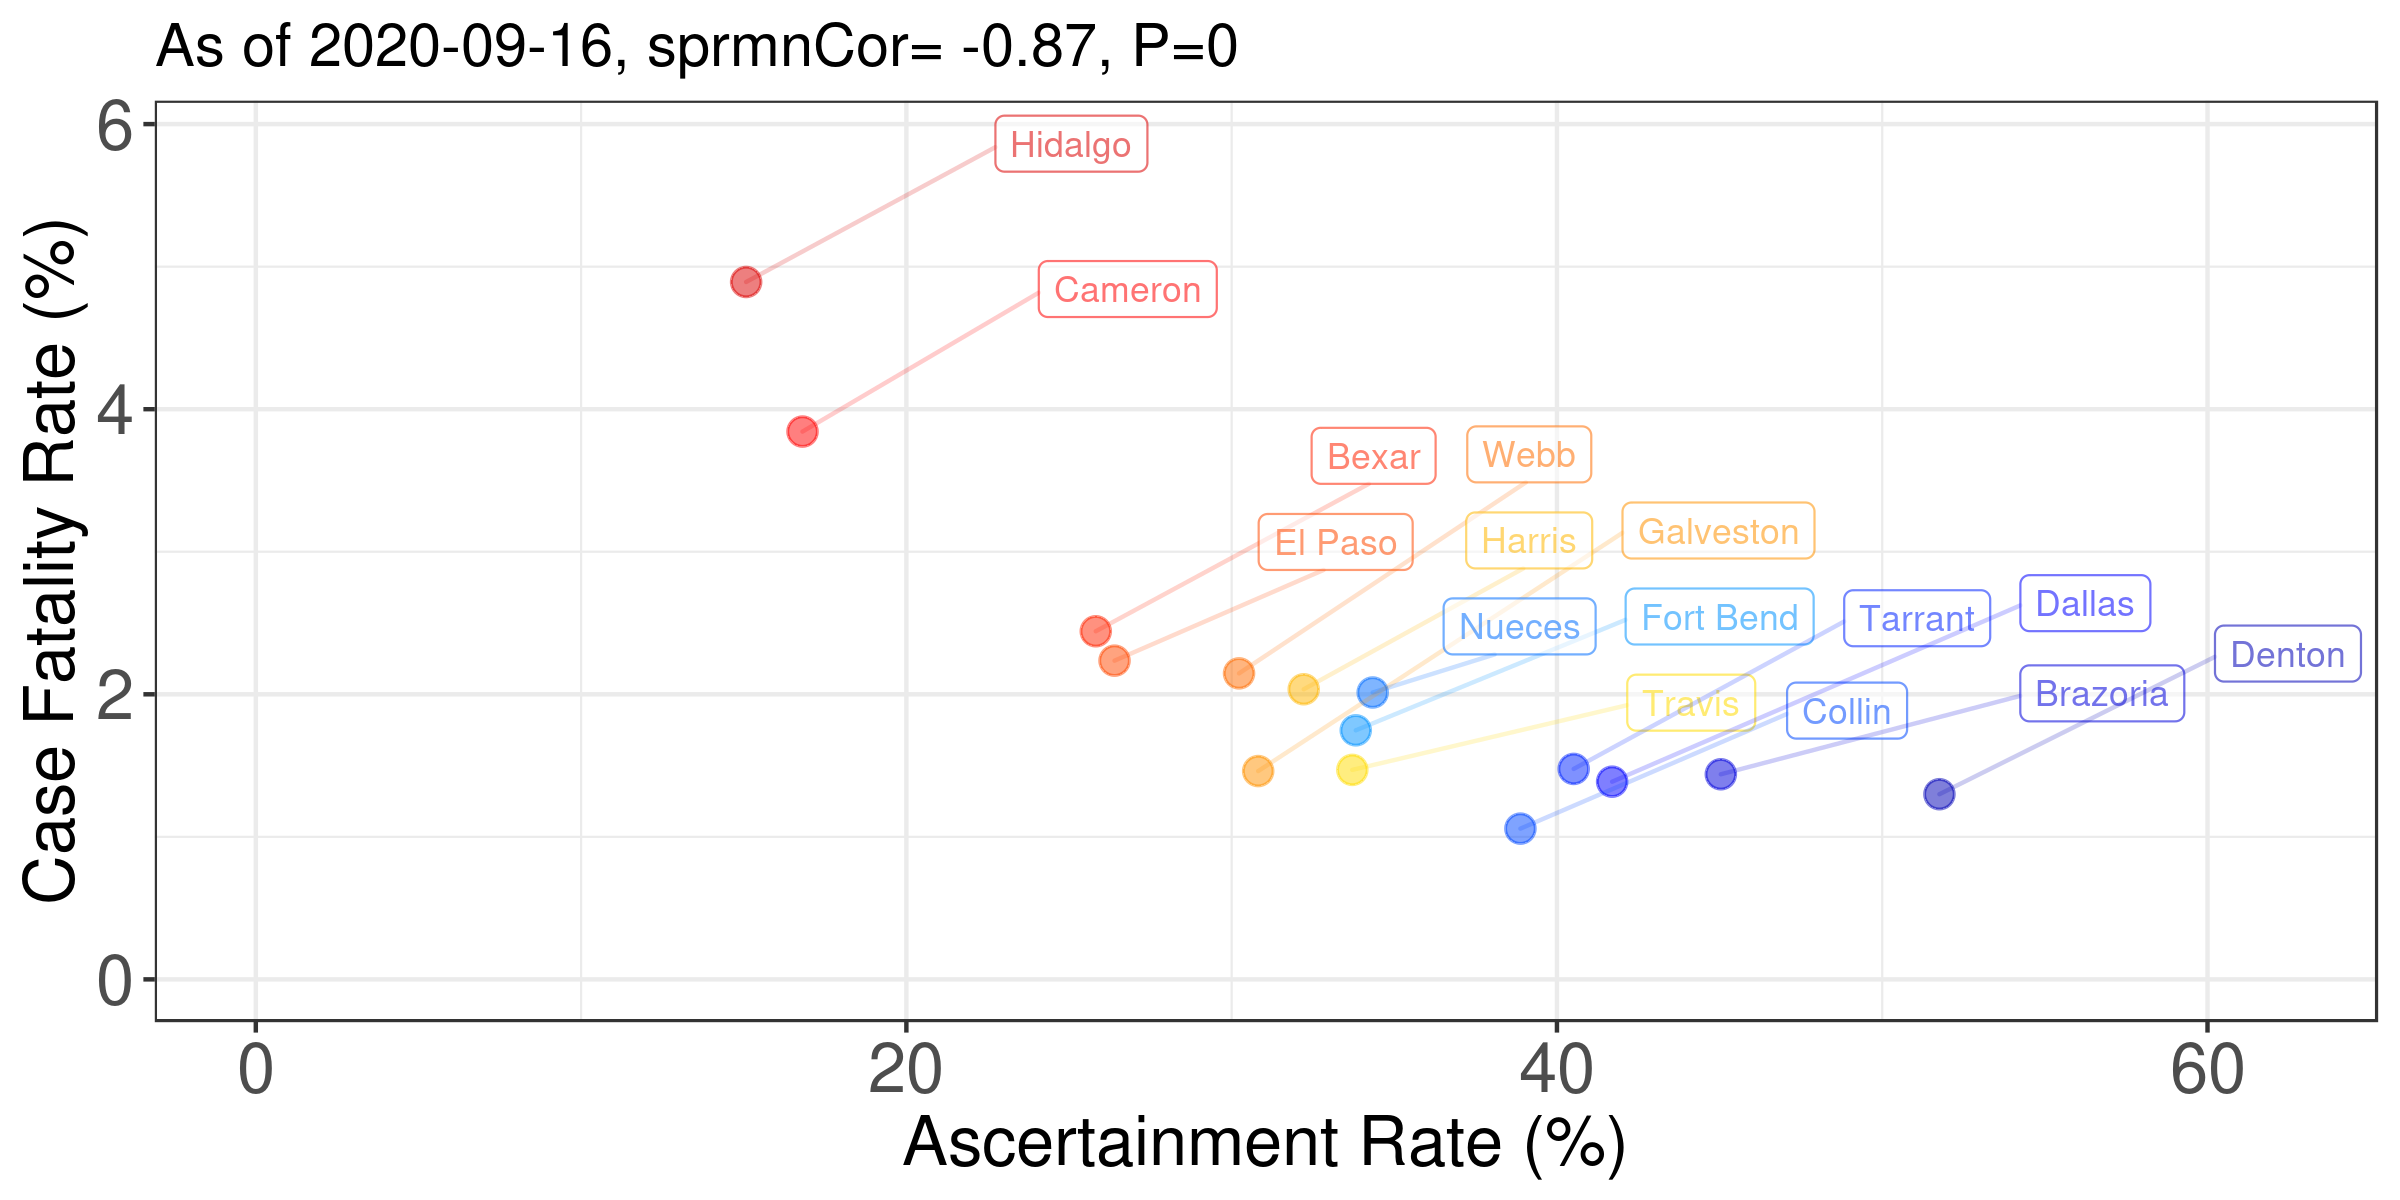 As of 2020-09-16, sprmnCor= -0.87, P=0
Case Fatality Rate (%)
6
4
2
0
Hidalgo
Cameron
Bexar
Webb
El Paso
Harris
Galveston
Nueces
Fort Bend
Tarrant
Dallas
Denton
Travis
Collin
Brazoria
0
20
40
60
Ascertainment Rate (%)